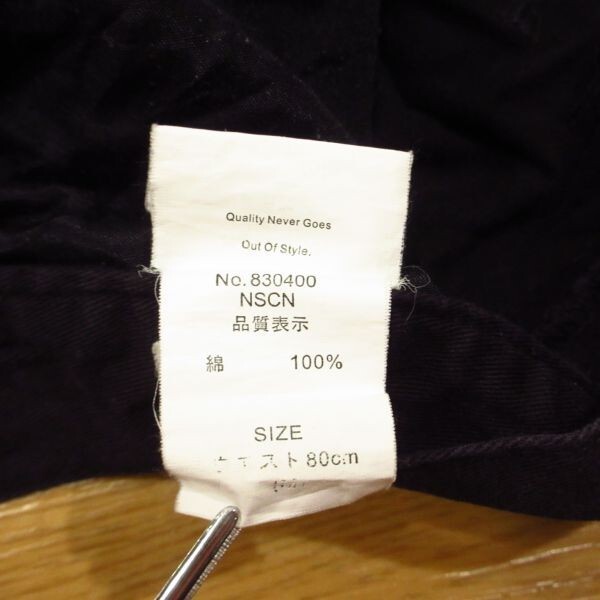 Quality Never Goes
Out Of Style.
No.830400
NSCN
品質表示
綿 100%
SIZE
ウエスト80cm